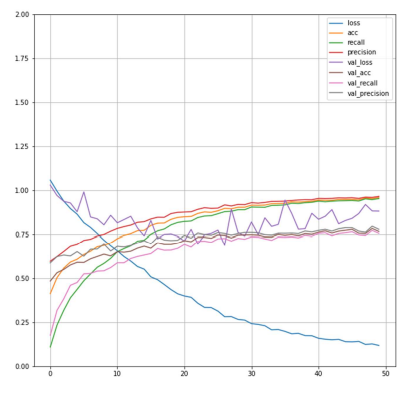 2.00
1.75
1.50
1.25
1.00
0.75
0.50
0.25
0.00
0
10
20
30
40
50
loss
acc
recall
precision
val_loss
val_acc
val_recall
val_precision